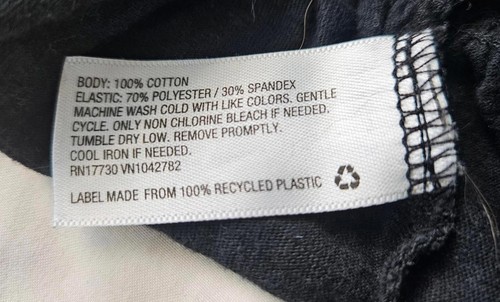 BODY: 100% COTTON
ELASTIC: 70% POLYESTER / 30% SPANDEX
MACHINE WASH COLD WITH LIKE COLORS. GENTLE
CYCLE. ONLY NON CHLORINE BLEACH IF NEEDED.
TUMBLE DRY LOW. REMOVE PROMPTLY.
COOL IRON IF NEEDED.
RN17730 VN1042782
LABEL MADE FROM 100% RECYCLED PLASTIC